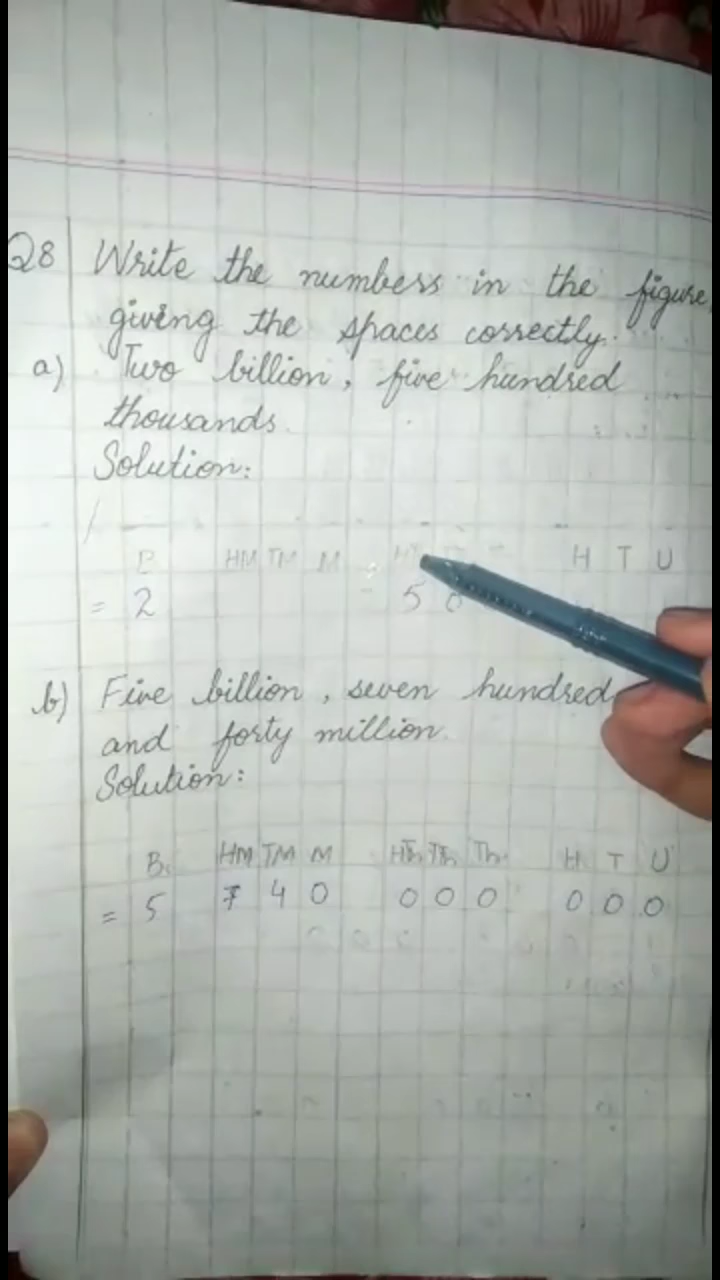 Q8 Write the numbers in the figure,
giving the spaces correctly.
a) Two billion, five hundred
thousands.
Solution:
B HM TM M HTh H T U
= 2 5 0
b) Five billion, seven hundred
and forty million.
Solution:
B HM TM M HTh TTh Th H T U
= 5 7 4 0 0 0 0 0 0 0